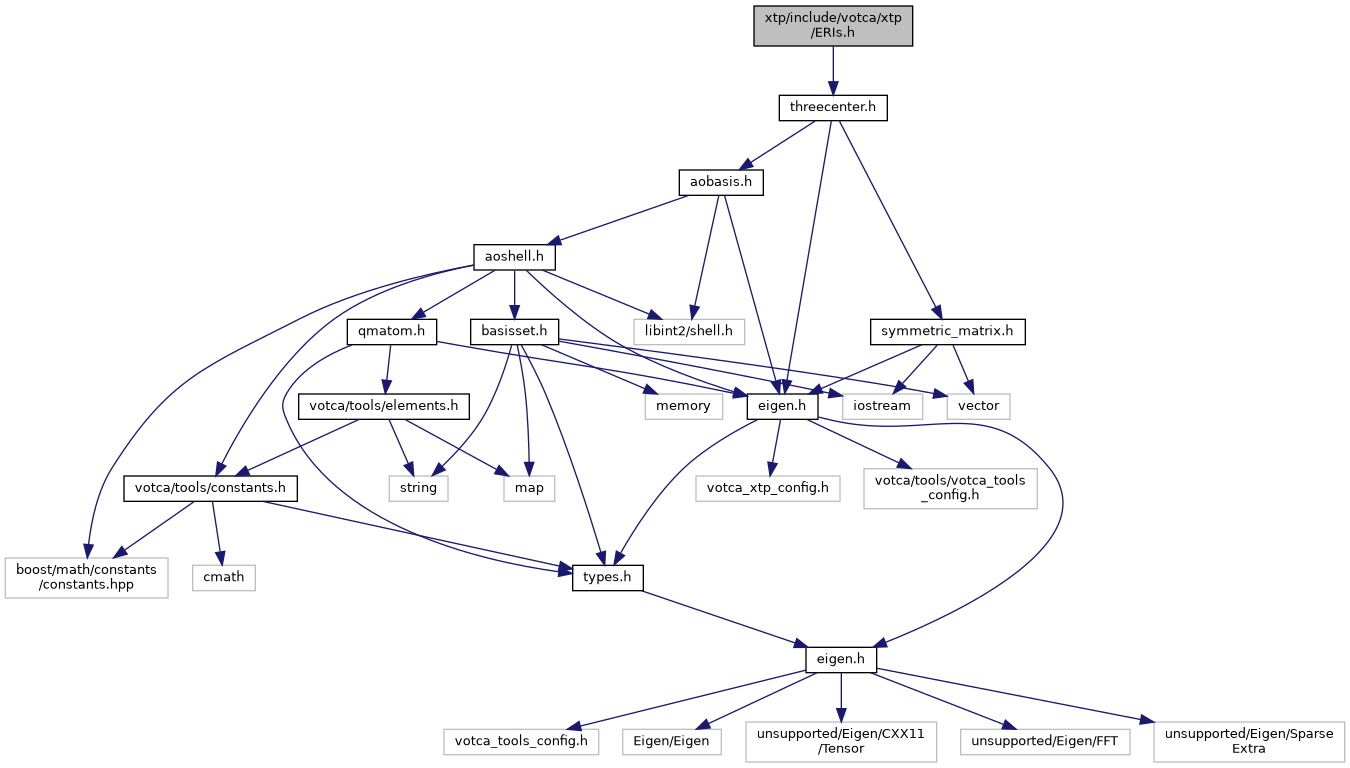 xtp/include/votca/xtp
/ERIs.h
threecenter.h
aobasis.h
aoshell.h
qmatom.h
basisset.h
libint2/shell.h
symmetric_matrix.h
votca/tools/elements.h
memory
eigen.h
iostream
vector
votca/tools/constants.h
string
map
votca_xtp_config.h
votca/tools/votca_tools
_config.h
boost/math/constants
/constants.hpp
cmath
types.h
eigen.h
votca_tools_config.h
Eigen/Eigen
unsupported/Eigen/CXX11
/Tensor
unsupported/Eigen/FFT
unsupported/Eigen/Sparse
Extra